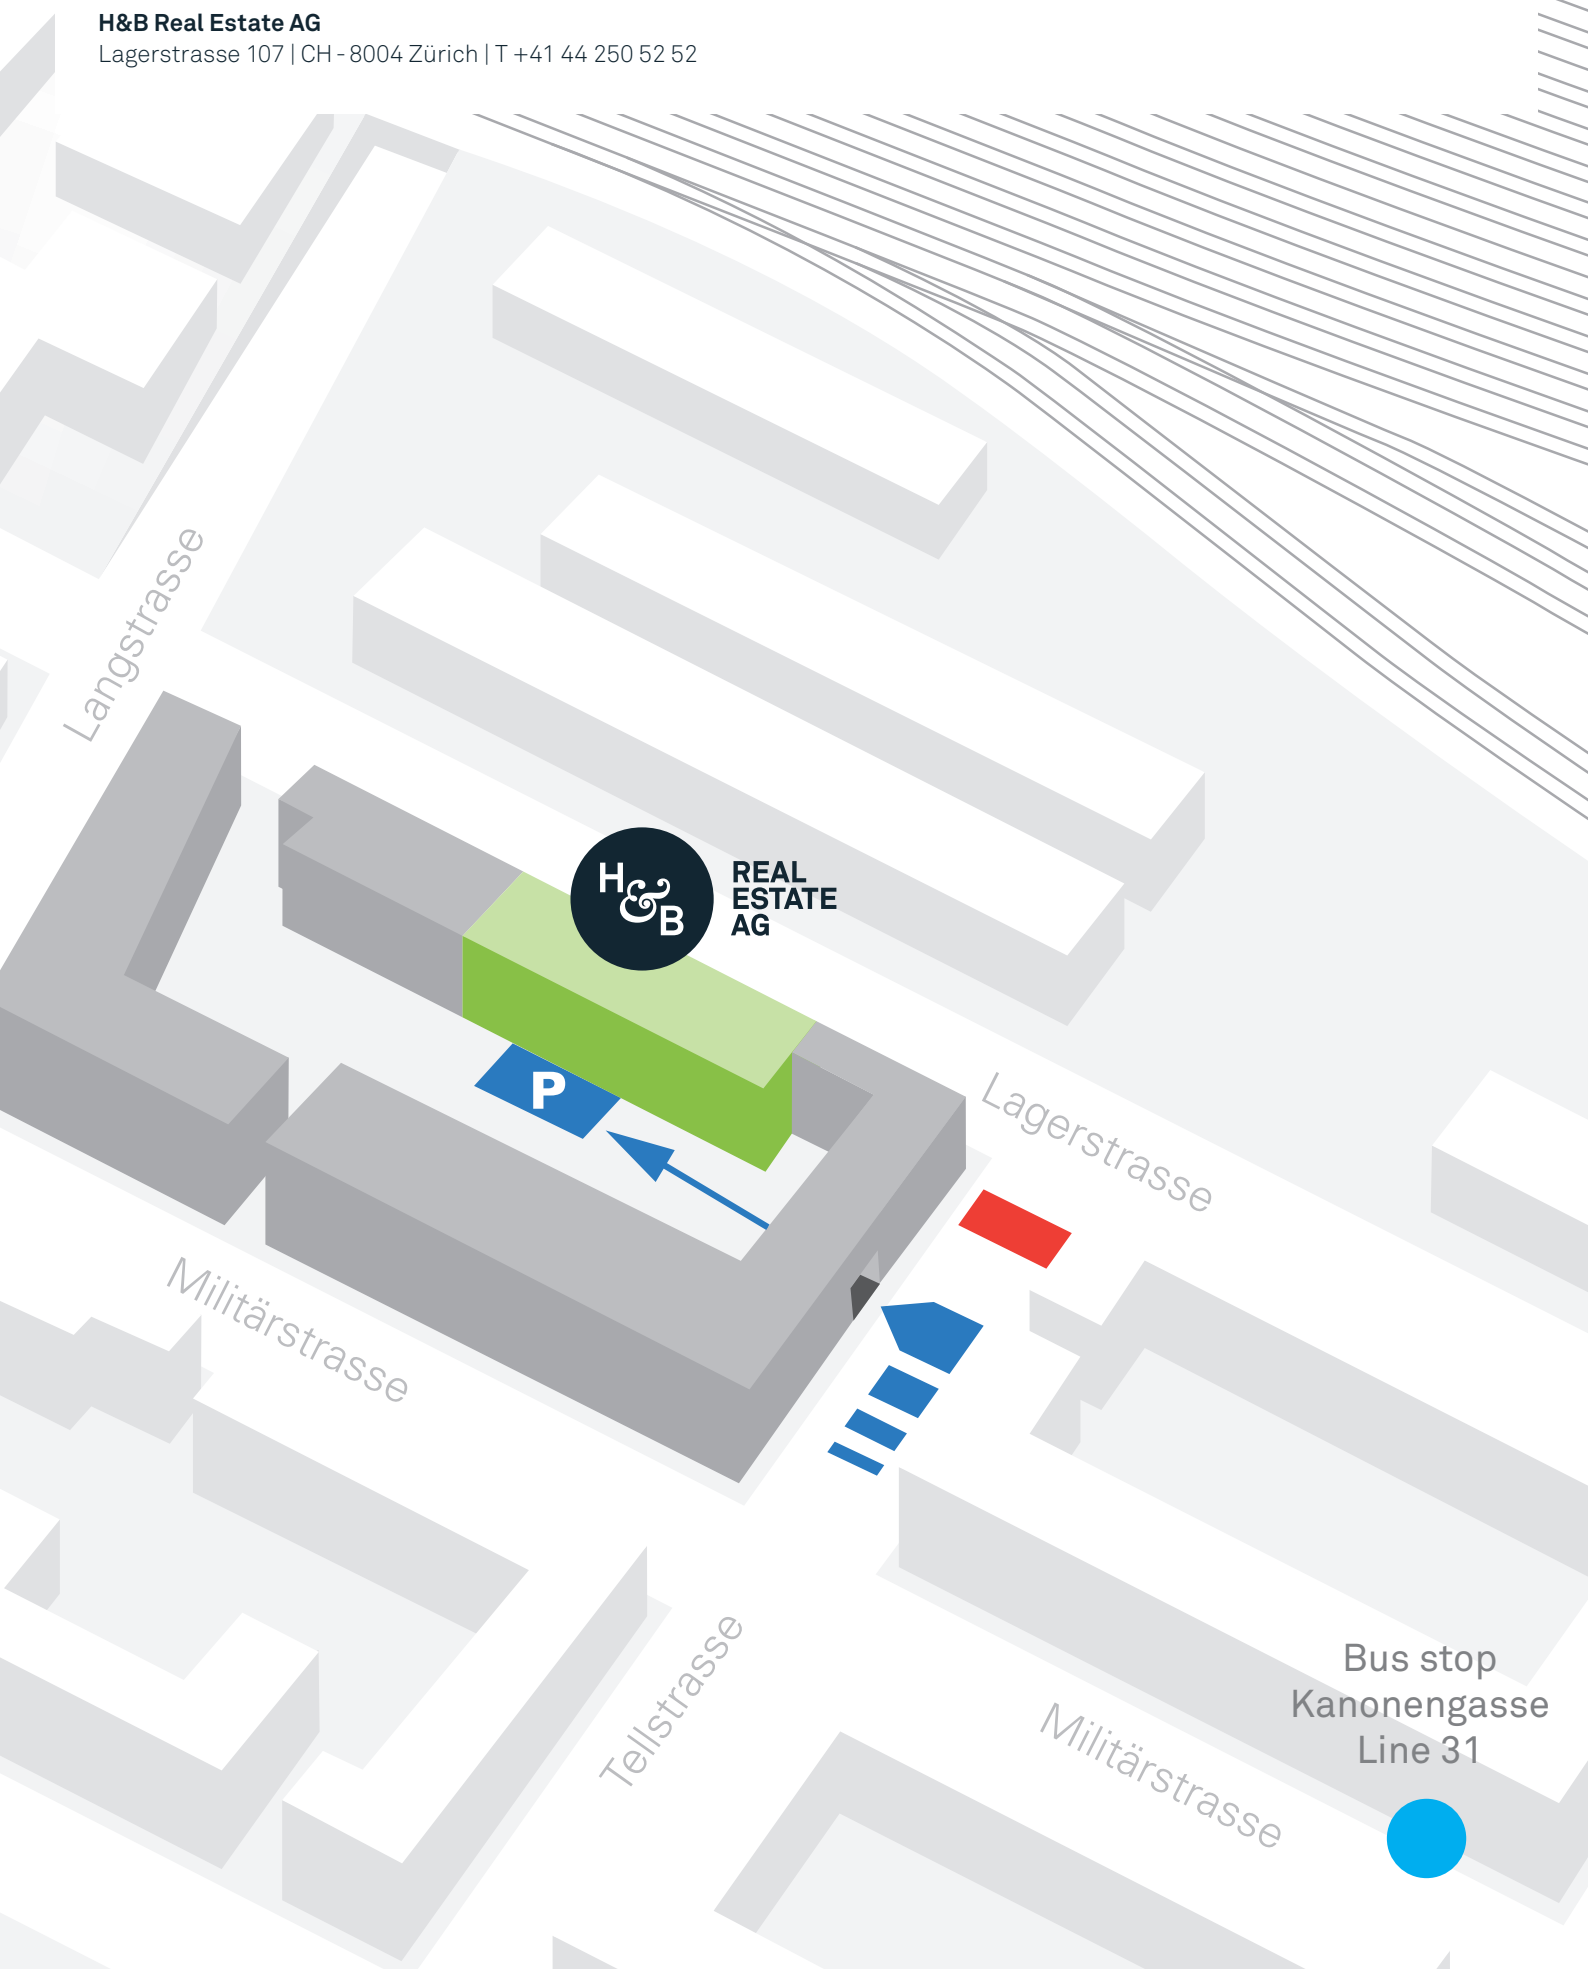 H&B Real Estate AG
Lagerstrasse 107 | CH - 8004 Zürich | T +41 44 250 52 52
Langstrasse
H&B
REAL
ESTATE
AG
P
Lagerstrasse
Militärstrasse
Tellstrasse
Militärstrasse
Bus stop
Kanonengasse
Line 31